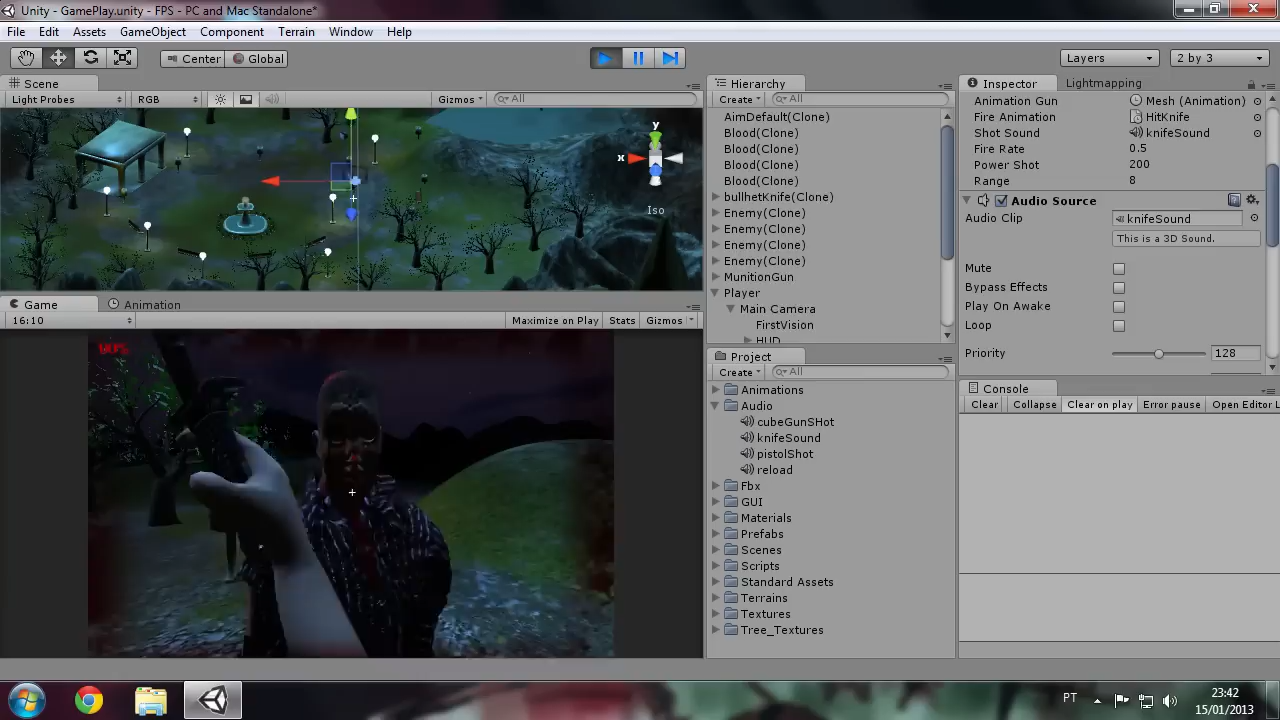 Unity - GamePlay.unity - FPS - PC and Mac Standalone*
File Edit Assets GameObject Component Terrain Window Help
Center Global Layers 2 by 3
Scene
Light Probes RGB Gizmos All
y
x
Iso
Game Animation
16:10 Maximize on Play Stats Gizmos
Hierarchy
Create All
AimDefault(Clone)
Blood(Clone)
Blood(Clone)
Blood(Clone)
Blood(Clone)
bullhetKnife(Clone)
Enemy(Clone)
Enemy(Clone)
Enemy(Clone)
Enemy(Clone)
MunitionGun
Player
Main Camera
FirstVision
HUD
Project
Create All
Animations
Audio
cubeGunSHot
knifeSound
pistolShot
reload
Fbx
GUI
Materials
Prefabs
Scenes
Scripts
Standard Assets
Terrains
Textures
Tree_Textures
Inspector Lightmapping
Animation Gun Mesh (Animation)
Fire Animation HitKnife
Shot Sound knifeSound
Fire Rate 0.5
Power Shot 200
Range 8
Audio Source
Audio Clip knifeSound
This is a 3D Sound.
Mute
Bypass Effects
Play On Awake
Loop
Priority 128
Console
Clear Collapse Clear on play Error pause Open Editor L
PT 23:42
15/01/2013